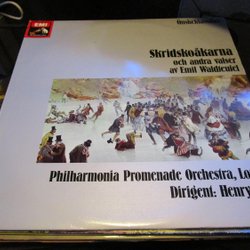 EMI
Skridskoåkarna
och andra valser
av Emil Waldteufel
Philharmonia Promenade Orchestra, Lo
Dirigent: Henry